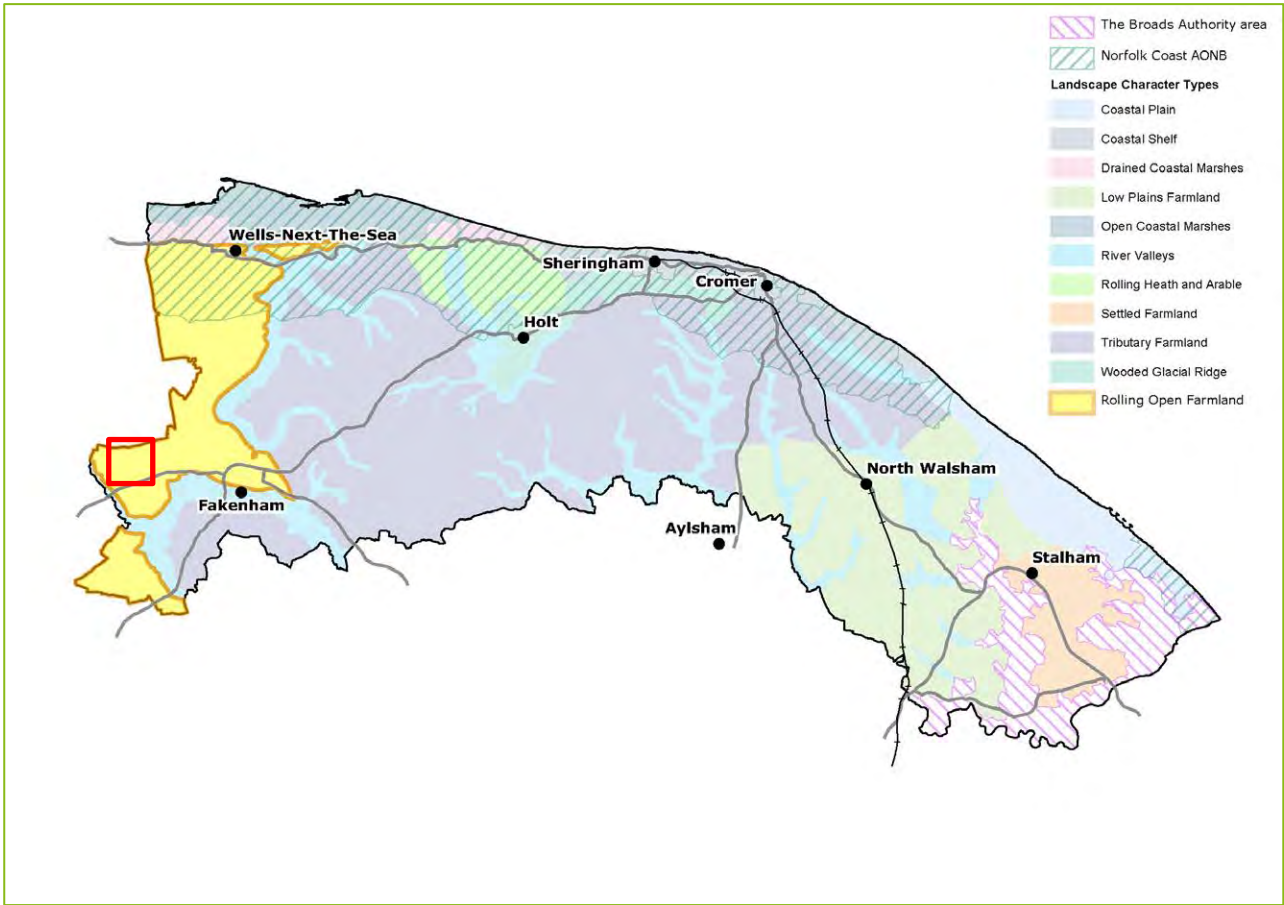 The Broads Authority area
Norfolk Coast AONB
Landscape Character Types
Coastal Plain
Coastal Shelf
Drained Coastal Marshes
Low Plains Farmland
Open Coastal Marshes
River Valleys
Rolling Heath and Arable
Settled Farmland
Tributary Farmland
Wooded Glacial Ridge
Rolling Open Farmland
Wells-Next-The-Sea
Sheringham
Cromer
Holt
North Walsham
Fakenham
Aylsham
Stalham